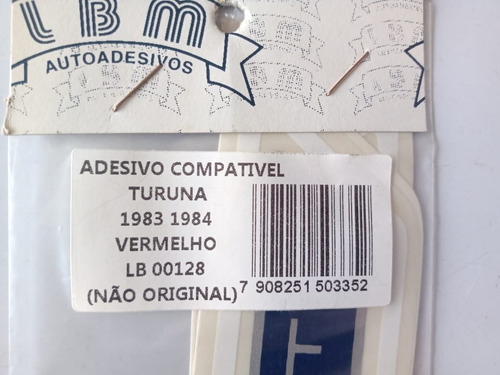 LBM
AUTOADESIVOS
ADESIVO COMPATIVEL
TURUNA
1983 1984
VERMELHO
LB 00128
(NÃO ORIGINAL)
7 908251 503352